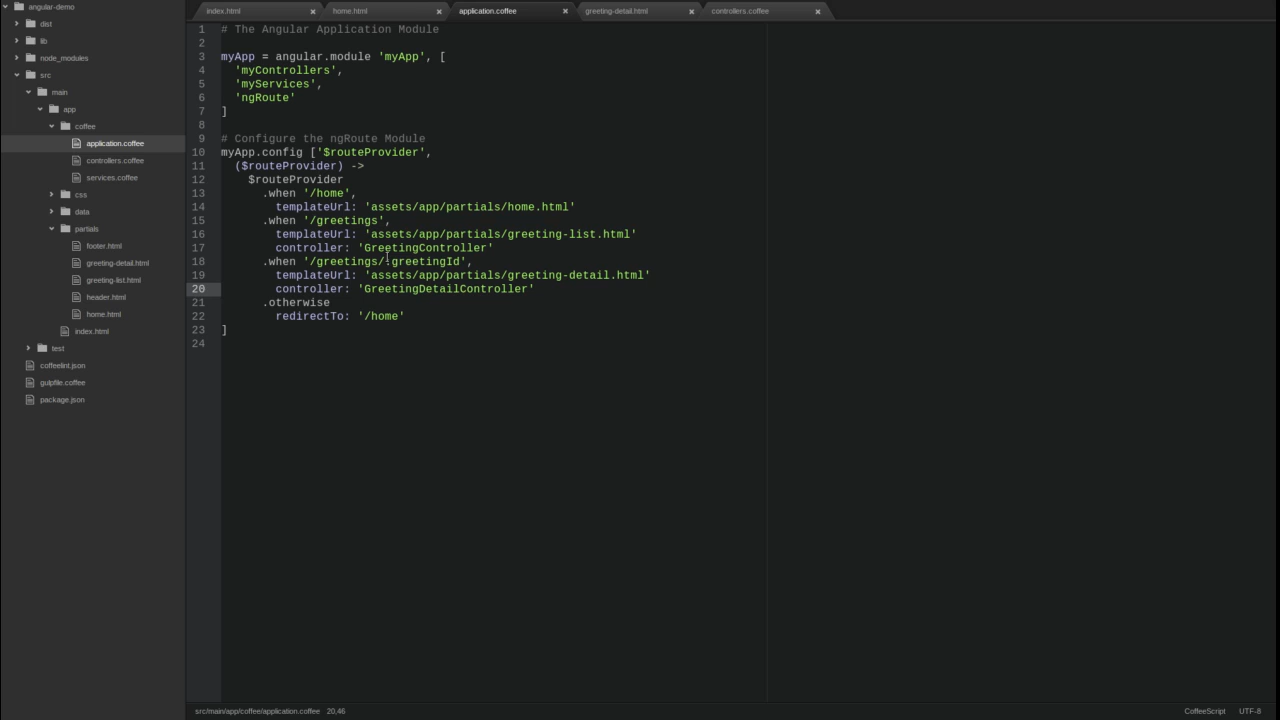 angular-demo
dist
lib
node_modules
src
main
app
coffee
application.coffee
controllers.coffee
services.coffee
css
data
partials
footer.html
greeting-detail.html
greeting-list.html
header.html
home.html
index.html
test
coffeelint.json
gulpfile.coffee
package.json
index.html
home.html
application.coffee
greeting-detail.html
controllers.coffee
1 # The Angular Application Module
2
3 myApp = angular.module 'myApp', [
4 'myControllers',
5 'myServices',
6 'ngRoute'
7 ]
8
9 # Configure the ngRoute Module
10 myApp.config ['$routeProvider',
11 ($routeProvider) ->
12 $routeProvider
13 .when '/home',
14 templateUrl: 'assets/app/partials/home.html'
15 .when '/greetings',
16 templateUrl: 'assets/app/partials/greeting-list.html'
17 controller: 'GreetingController'
18 .when '/greetings/:greetingId',
19 templateUrl: 'assets/app/partials/greeting-detail.html'
20 controller: 'GreetingDetailController'
21 .otherwise
22 redirectTo: '/home'
23 ]
24
src/main/app/coffee/application.coffee 20,46
CoffeeScript UTF-8